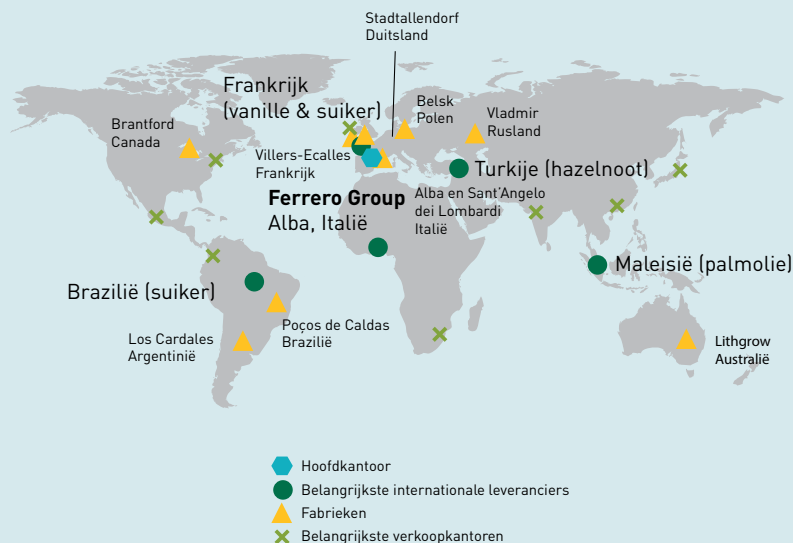 Stadtallendorf
Duitsland
Frankrijk
(vanille & suiker)
Belsk
Polen
Vladmir
Rusland
Brantford
Canada
Villers-Ecalles
Frankrijk
Turkije (hazelnoot)
Ferrero Group
Alba, Italië
Alba en Sant'Angelo
dei Lombardi
Italië
Maleisië (palmolie)
Brazilië (suiker)
Poços de Caldas
Brazilië
Los Cardales
Argentinië
Lithgrow
Australië
Hoofdkantoor
Belangrijkste internationale leveranciers
Fabrieken
Belangrijkste verkoopkantoren